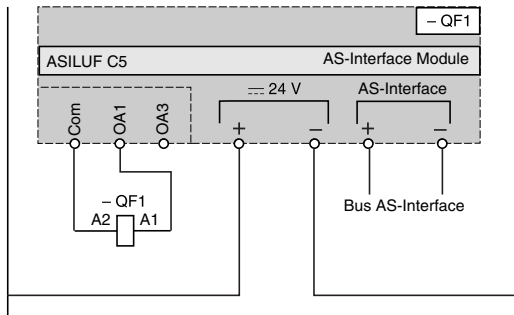 – QF1
ASILUF C5 AS-Interface Module
24 V AS-Interface
Com OA1 OA3 + – + –
– QF1
A2 A1
Bus AS-Interface